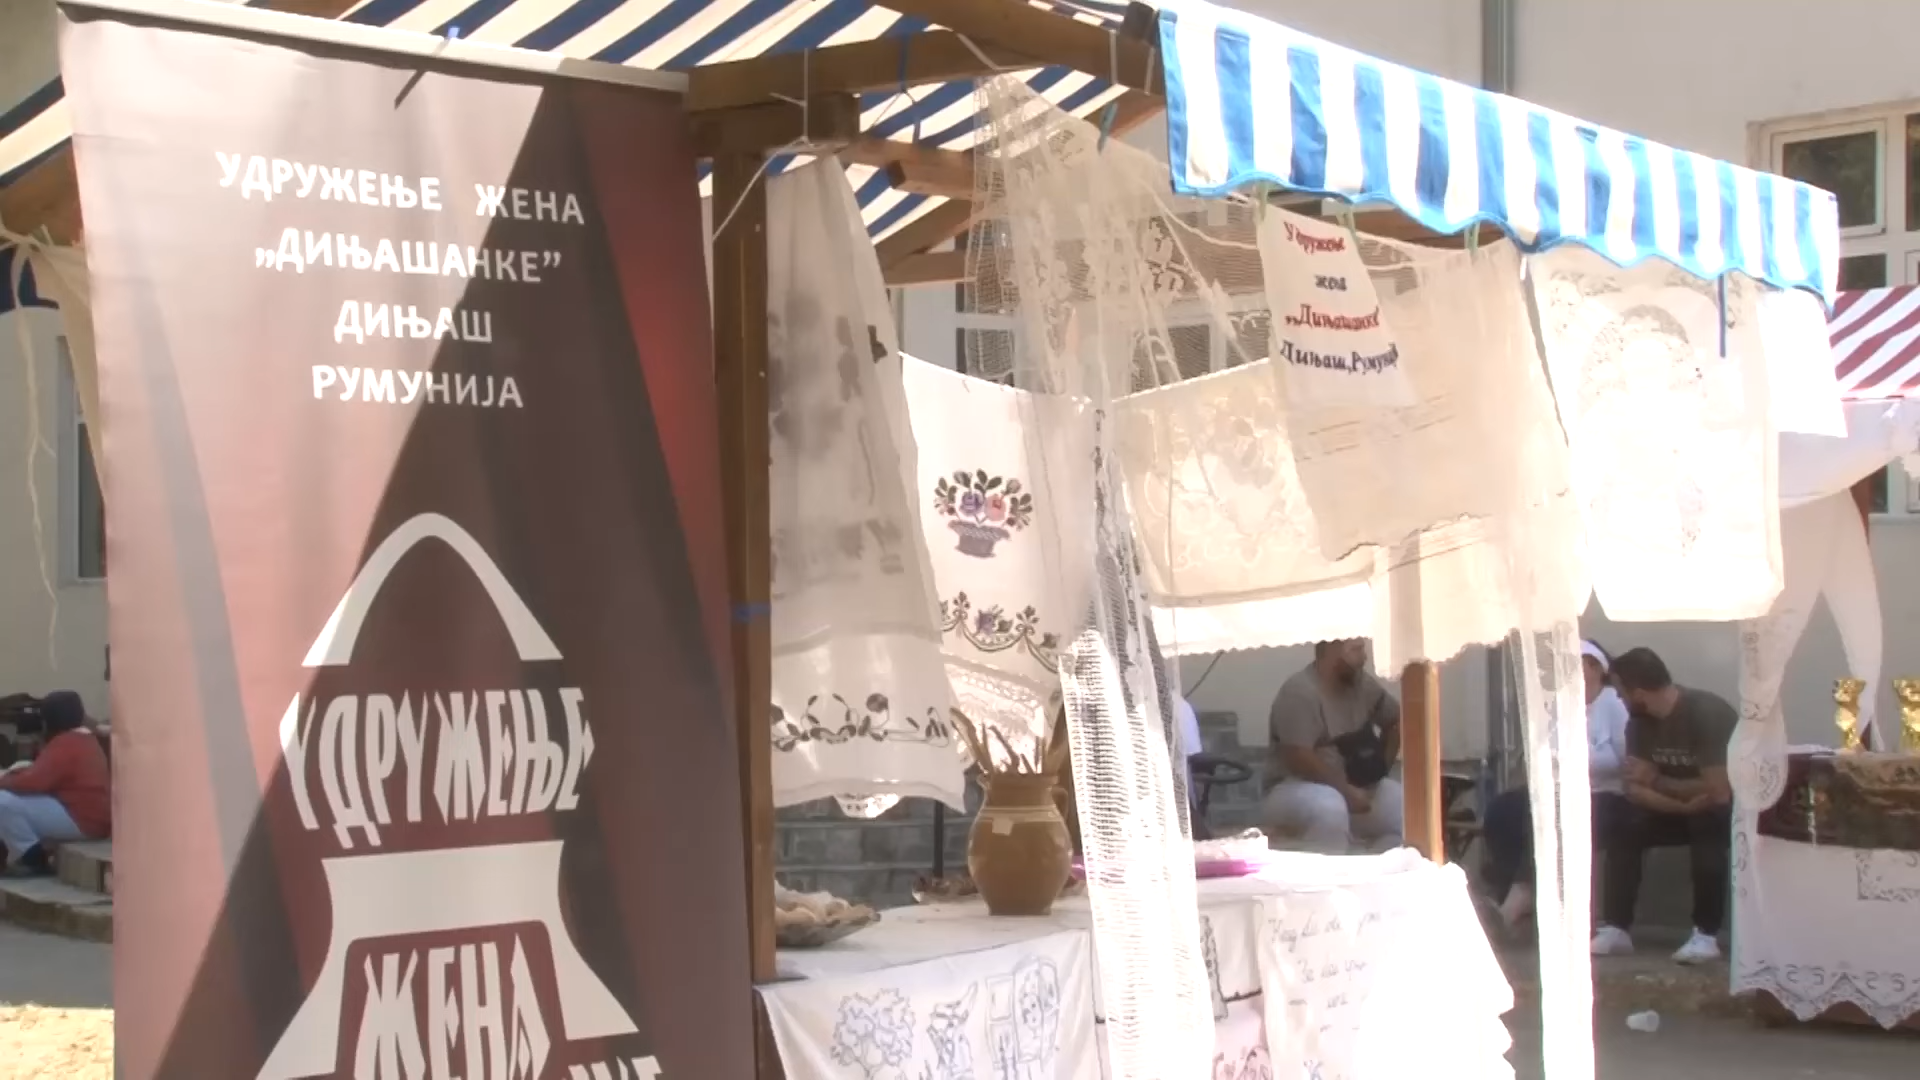 УДРУЖЕЊЕ ЖЕНА
„ДИЊАШАНКЕ”
ДИЊАШ
РУМУНИЈА
УДРУЖЕЊЕ
ЖЕНА
Удружење
жена
„Дињашанке
Дињаш, Румунија